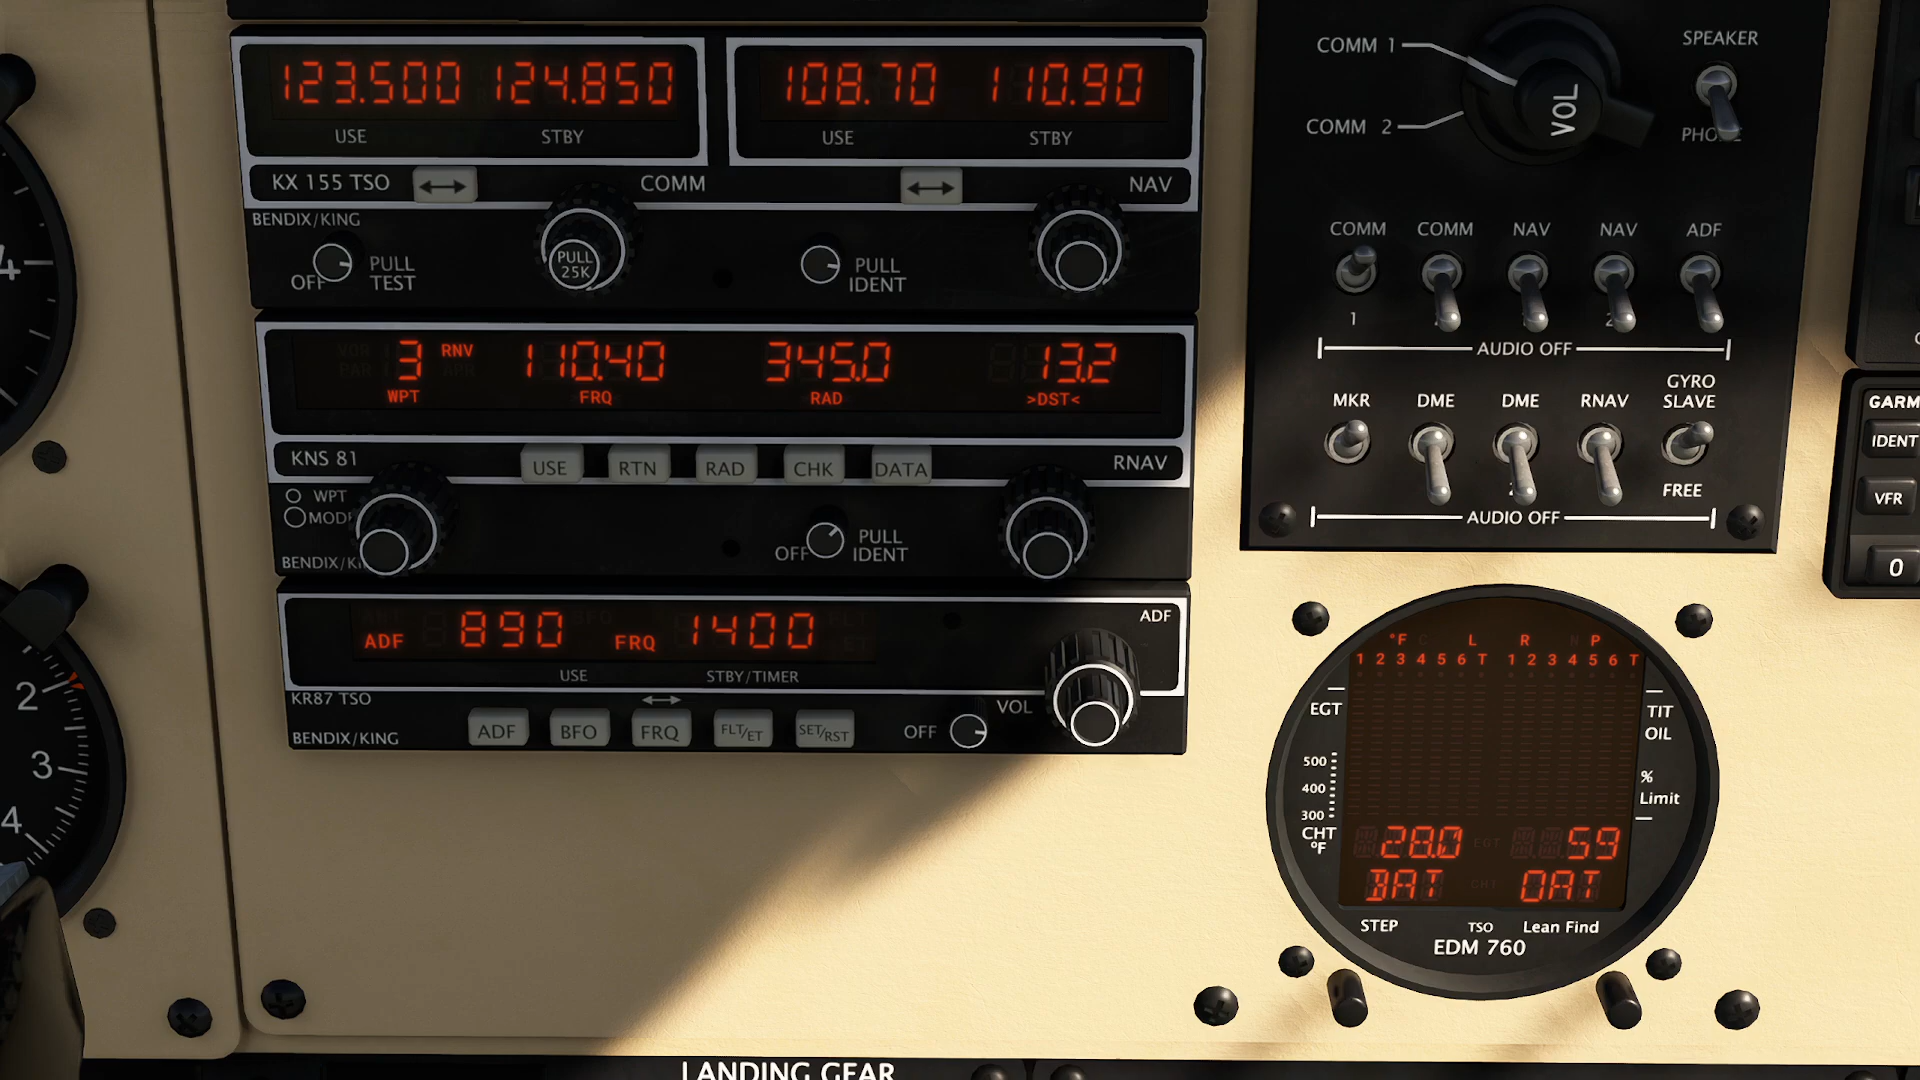 123.500 124.850
USE STBY
108.70 110.90
USE STBY
KX 155 TSO COMM NAV
BENDIX/KING
OFF PULL TEST
PULL 25K
PULL IDENT
3 RNV 110.40 345.0 13.2
WPT FRQ RAD >DST<
KNS 81 USE RTN RAD CHK DATA RNAV
WPT
OFF PULL IDENT
ADF 890 FRQ 1400 ADF
USE STBY/TIMER
KR87 TSO VOL
BENDIX/KING ADF BFO FRQ FLT/ET SET/RST OFF
COMM 1
COMM 2
VOL
SPEAKER
COMM COMM NAV NAV ADF
1
AUDIO OFF
MKR DME DME RNAV GYRO SLAVE
FREE
AUDIO OFF
GARM
IDENT
VFR
0
°F L R P
1 2 3 4 5 6 T 1 2 3 4 5 6 T
EGT
TIT
OIL
500
400
300
CHT
°F
%
Limit
28.0 59
BAT OAT
STEP TSO Lean Find
EDM 760
4
2
3
4
LANDING GEAR